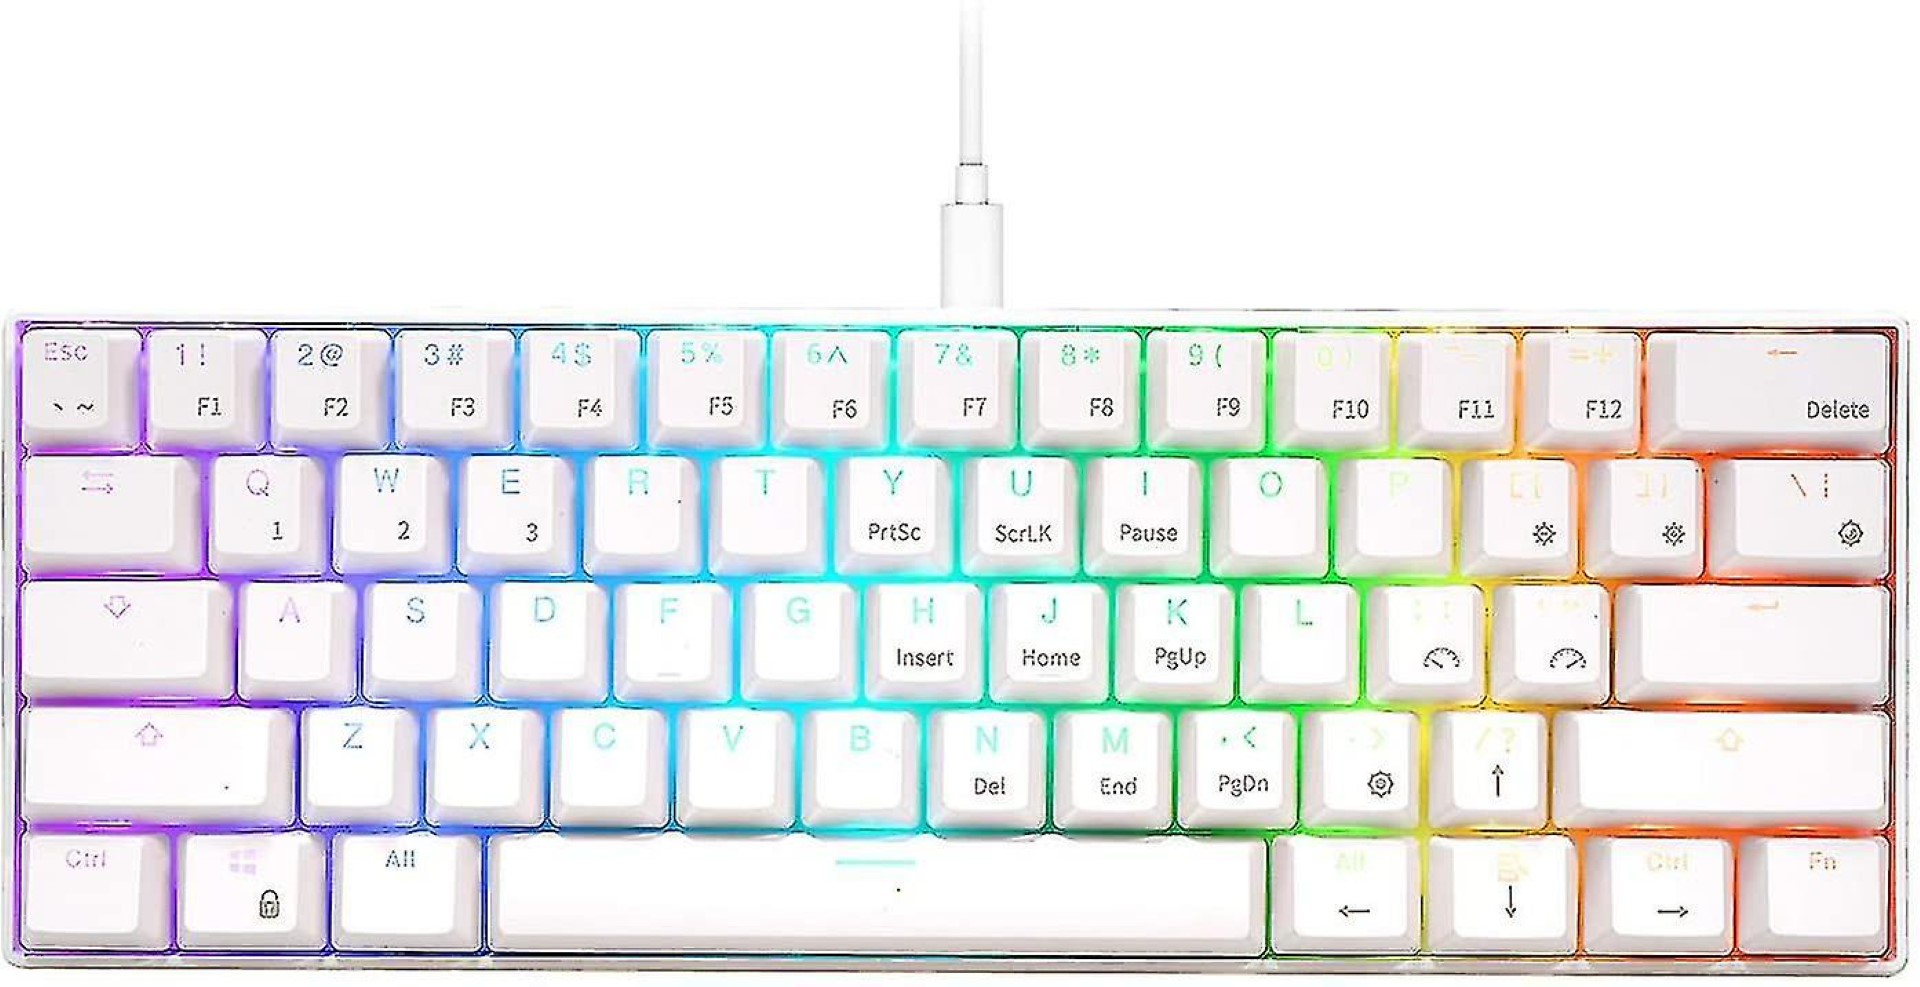 Esc 1! 2@ 3# 4$ 5% 6^ 7& 8* 9( 0) -_ =+ ←
` ~ F1 F2 F3 F4 F5 F6 F7 F8 F9 F10 F11 F12 Delete
Q W E R T Y U I O P [{ ]} \|
1 2 3 PrtSc ScrLK Pause
A S D F G H J K L ;: '"
Insert Home PgUp
Z X C V B N M ,< .> /?
Del End PgDn ↑
Ctrl Alt Alt Ctrl Fn
← ↓ →